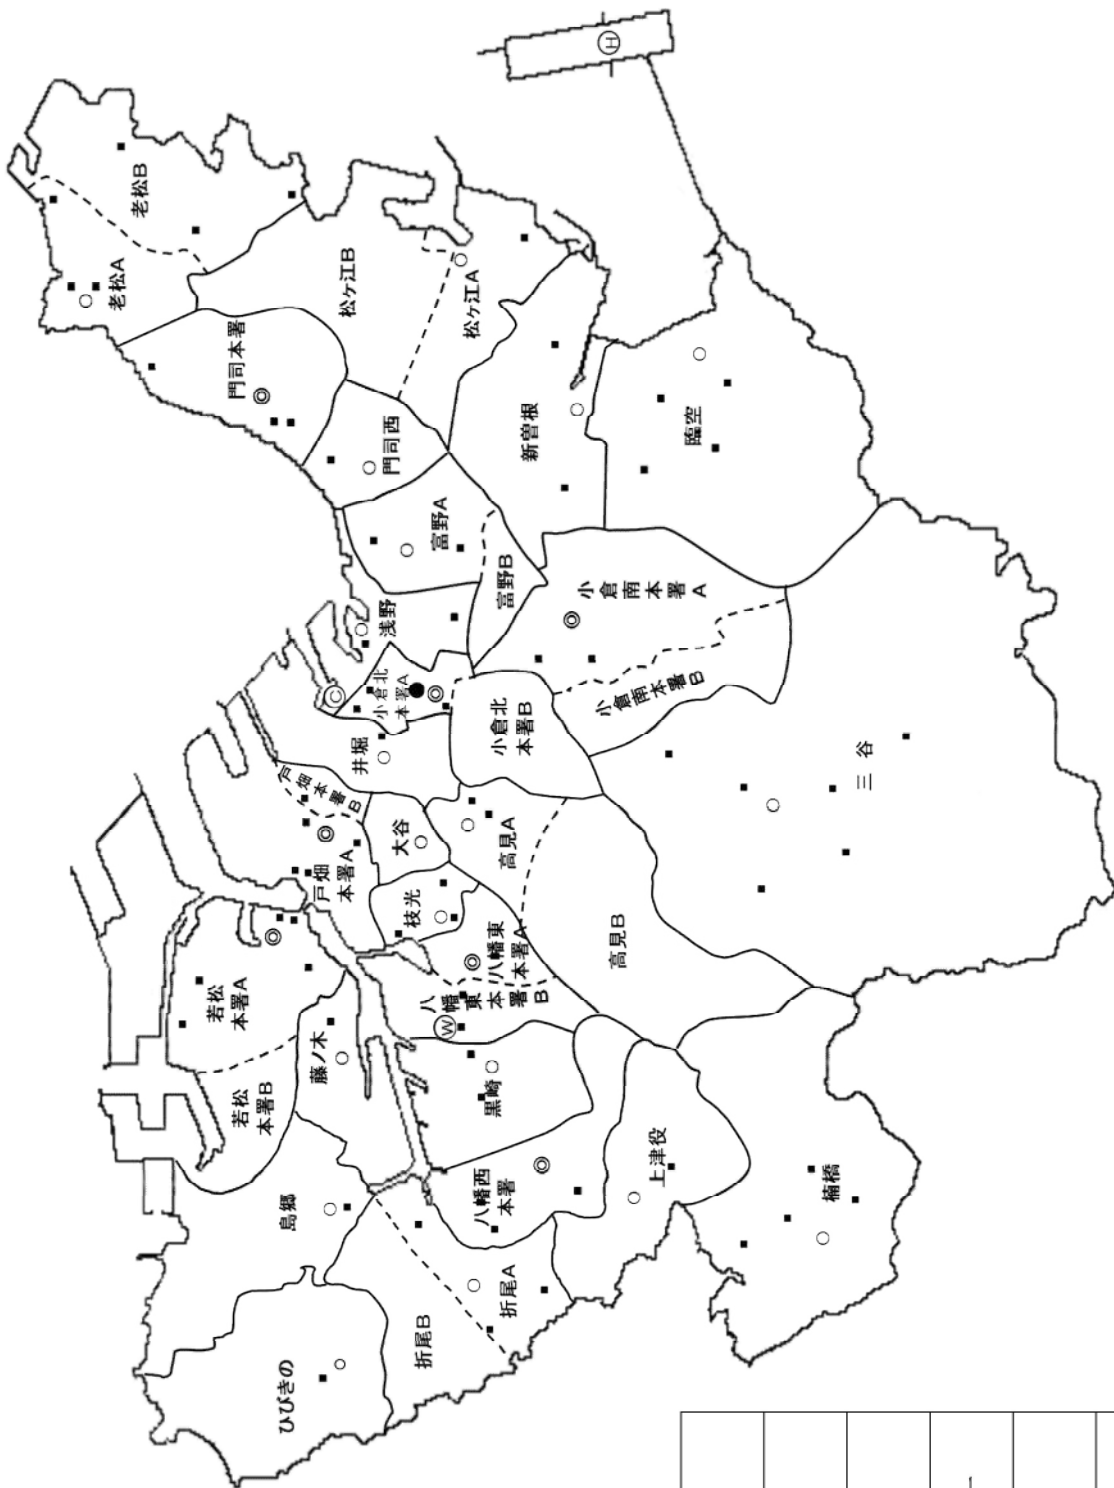 老松B
老松A
松ヶ江B
松ヶ江A
門司本署
門司西
新曽根
臨空
富野A
富野B
浅野
小倉南
本署A
小倉南本署B
小倉北
本署A
小倉北
本署B
井堀
戸畑本署B
戸畑
本署A
大谷
高見A
高見B
枝光
八幡東
本署A
八幡東本署B
三谷
若松
本署A
若松
本署B
藤ノ木
黒崎
八幡西
本署
上津役
楠橋
島郷
折尾A
折尾B
ひびきの
H
C
W